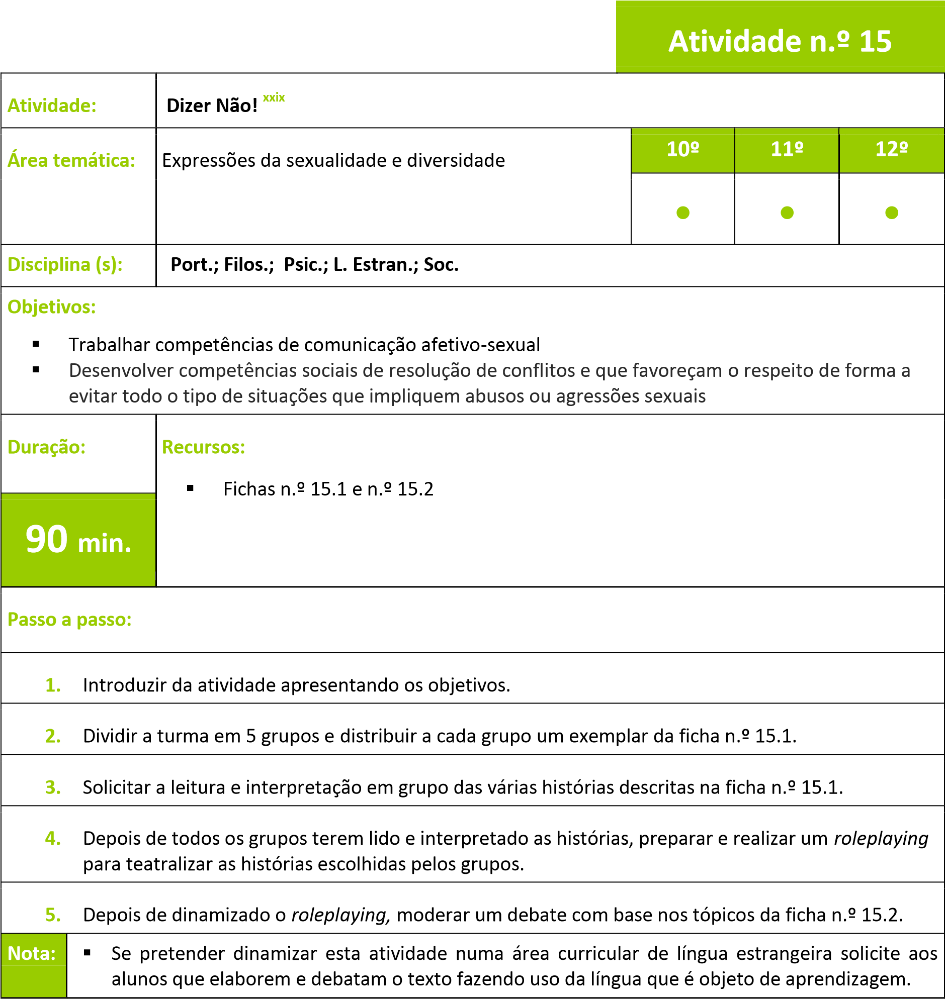 Atividade n.º 15
Atividade:
Dizer Não! xxix
Área temática:
Expressões da sexualidade e diversidade
10º
11º
12º
●
●
●
Disciplina (s):
Port.; Filos.; Psic.; L. Estran.; Soc.
Objetivos:
▪ Trabalhar competências de comunicação afetivo-sexual
▪ Desenvolver competências sociais de resolução de conflitos e que favoreçam o respeito de forma a
evitar todo o tipo de situações que impliquem abusos ou agressões sexuais
Duração:
90 min.
Recursos:
▪ Fichas n.º 15.1 e n.º 15.2
Passo a passo:
1. Introduzir da atividade apresentando os objetivos.
2. Dividir a turma em 5 grupos e distribuir a cada grupo um exemplar da ficha n.º 15.1.
3. Solicitar a leitura e interpretação em grupo das várias histórias descritas na ficha n.º 15.1.
4. Depois de todos os grupos terem lido e interpretado as histórias, preparar e realizar um roleplaying
para teatralizar as histórias escolhidas pelos grupos.
5. Depois de dinamizado o roleplaying, moderar um debate com base nos tópicos da ficha n.º 15.2.
Nota:
▪ Se pretender dinamizar esta atividade numa área curricular de língua estrangeira solicite aos
alunos que elaborem e debatam o texto fazendo uso da língua que é objeto de aprendizagem.